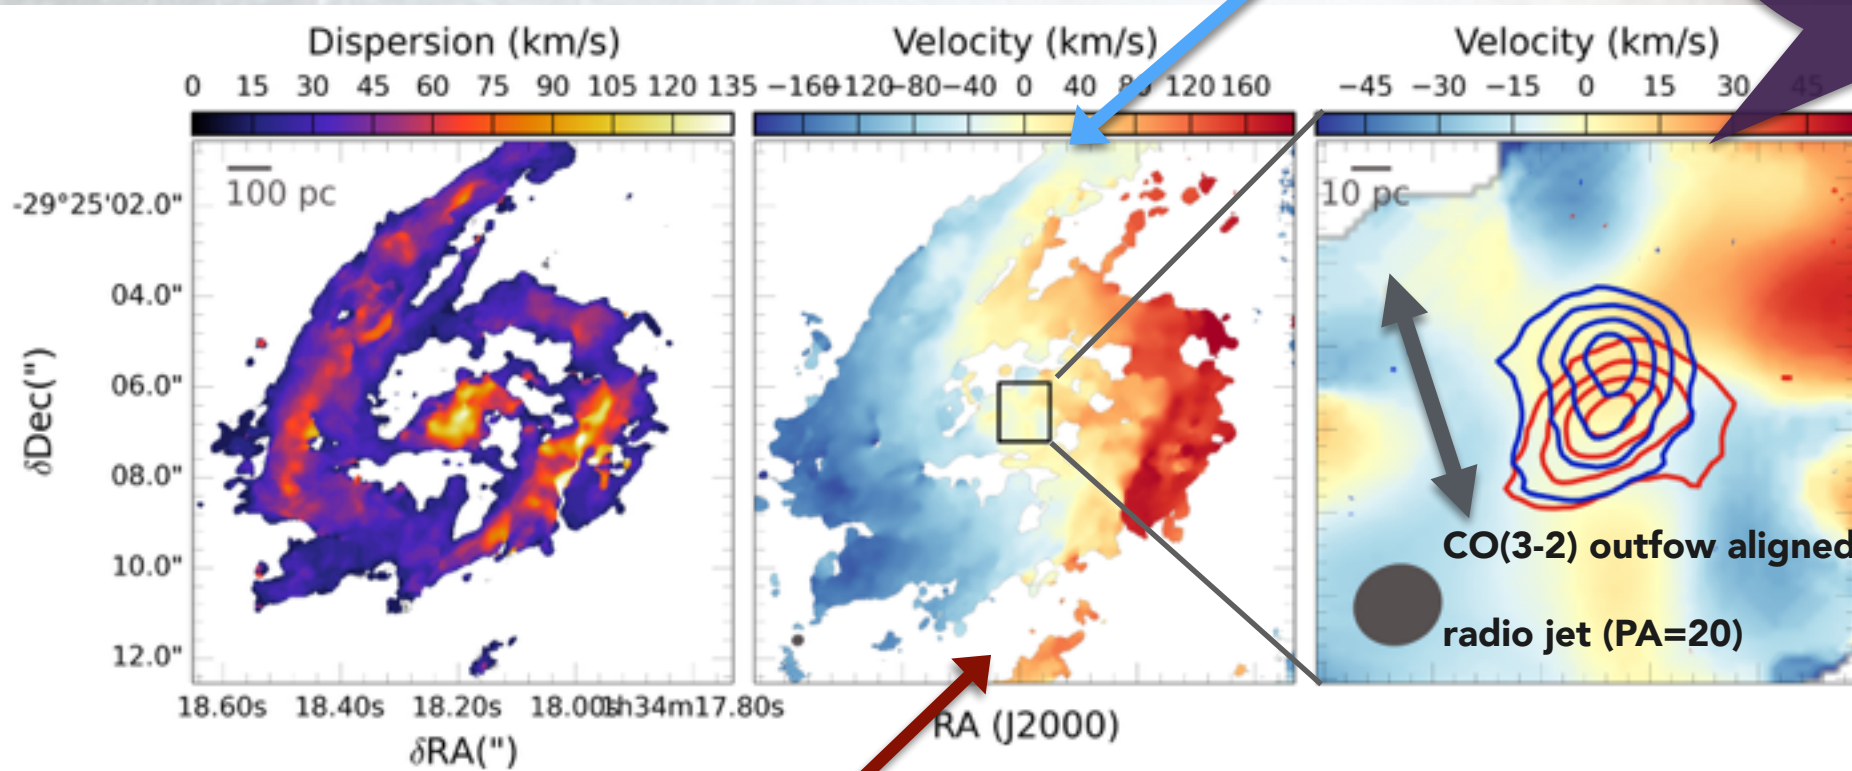 Dispersion (km/s)
0 15 30 45 60 75 90 105 120 135
Velocity (km/s)
−160 −120 −80 −40 0 40 80 120 160
Velocity (km/s)
−45 −30 −15 0 15 30 45
100 pc
10 pc
-29°25'02.0"
04.0"
06.0"
08.0"
10.0"
12.0"
δDec(")
CO(3-2) outfow aligned
radio jet (PA=20)
18.60s 18.40s 18.20s 18.00s 1h34m17.80s
δRA(")
RA (J2000)